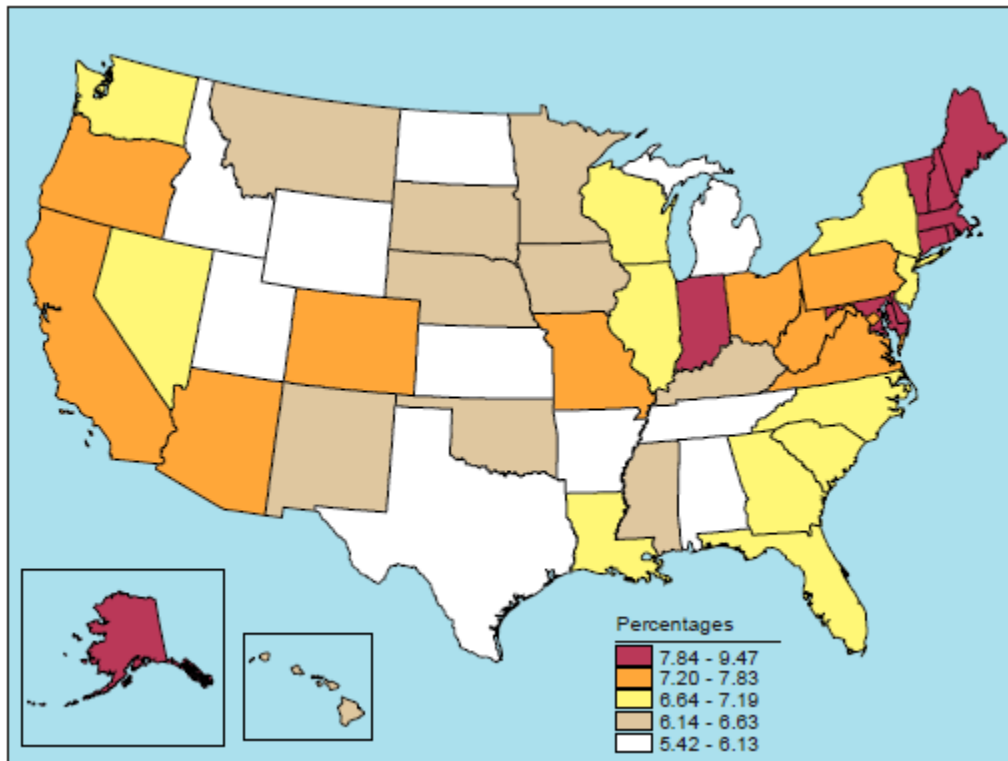 Percentages
7.84 - 9.47
7.20 - 7.83
6.64 - 7.19
6.14 - 6.63
5.42 - 6.13